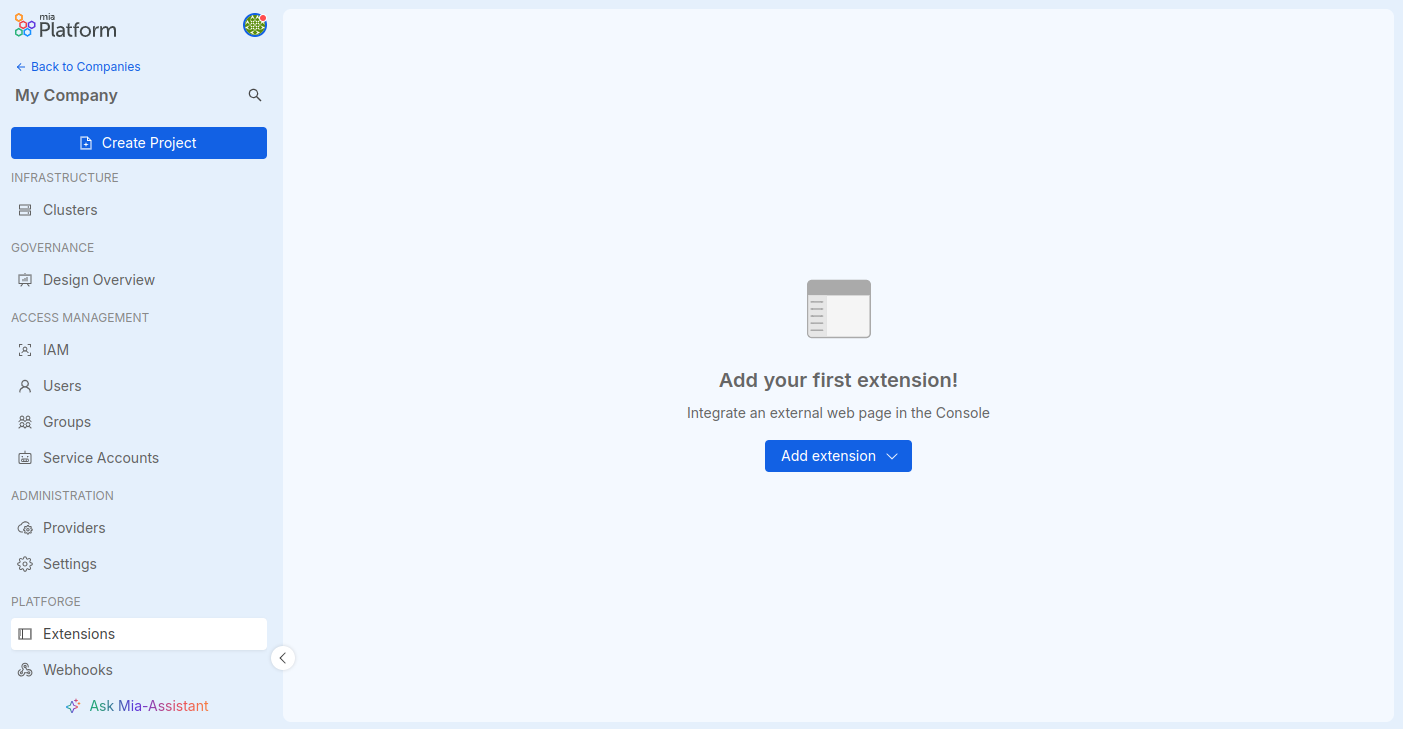 mia
Platform
Back to Companies
My Company
Create Project
INFRASTRUCTURE
Clusters
GOVERNANCE
Design Overview
ACCESS MANAGEMENT
IAM
Users
Groups
Service Accounts
ADMINISTRATION
Providers
Settings
PLATFORGE
Extensions
Webhooks
Ask Mia-Assistant
Add your first extension!
Integrate an external web page in the Console
Add extension